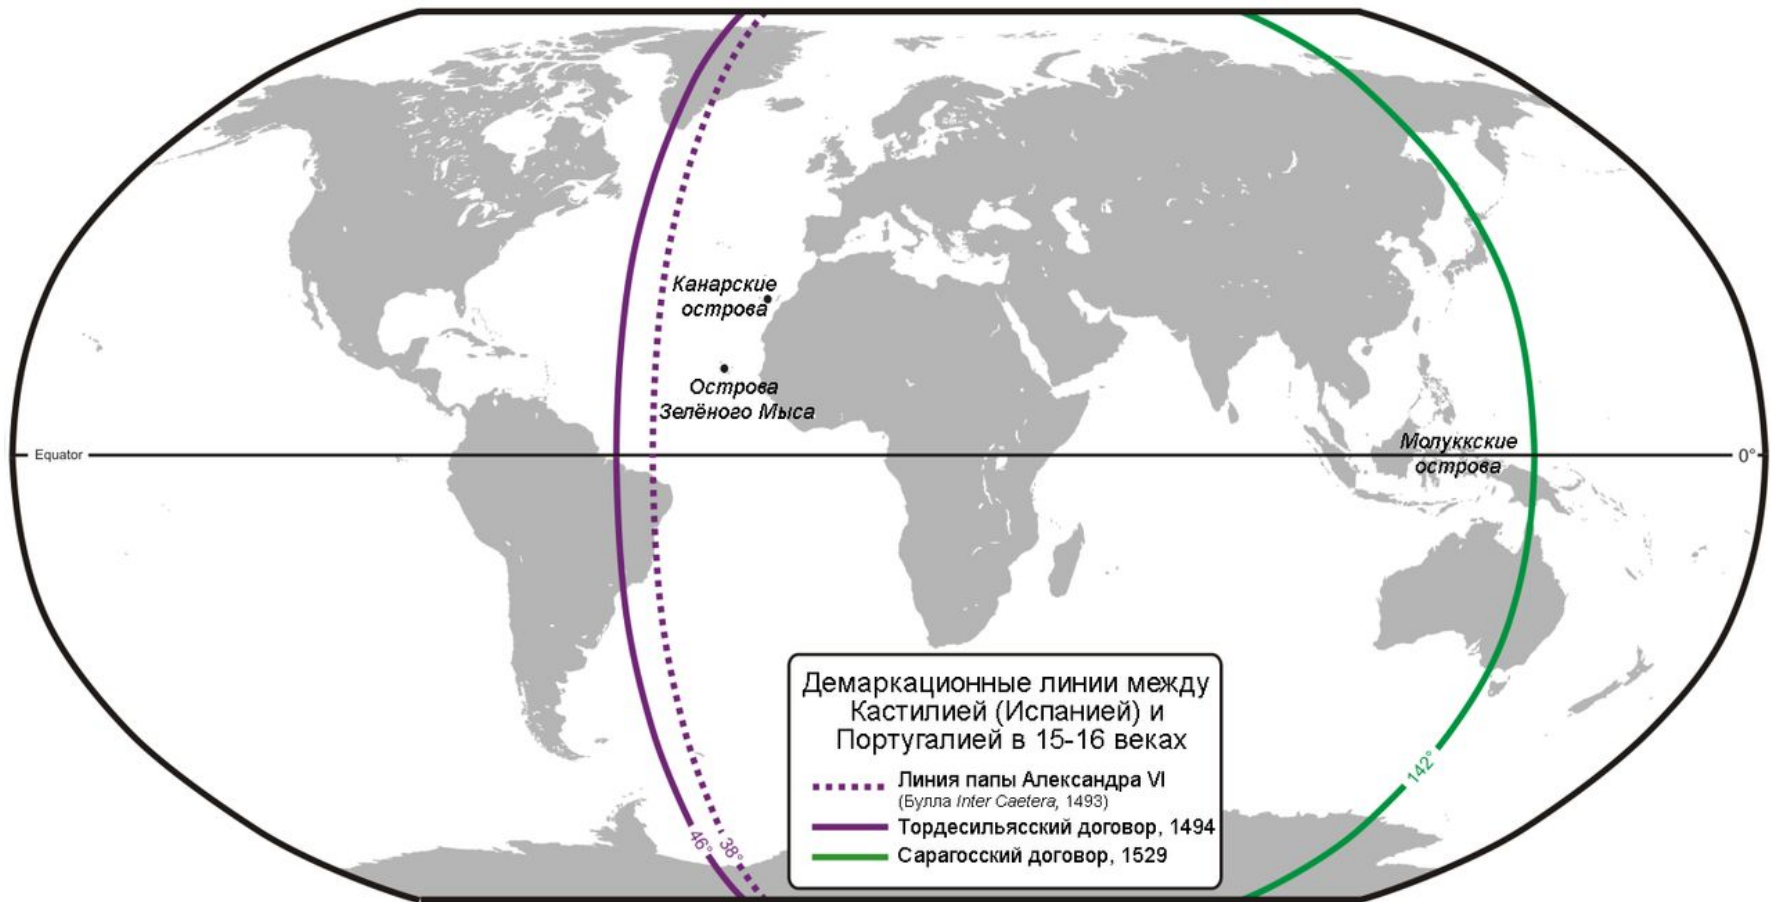 Канарские
острова
Острова
Зелёного Мыса
Equator
Молуккские
острова
0°
Демаркационные линии между
Кастилией (Испанией) и
Португалией в 15-16 веках
Линия папы Александра VI
(Булла Inter Caetera, 1493)
Тордесильясский договор, 1494
Сарагосский договор, 1529
142°
46°
38°